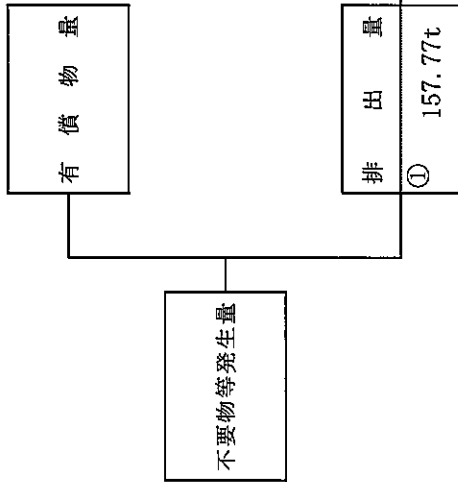 有償物量
不要物等発生量
排出量
①
157.77t